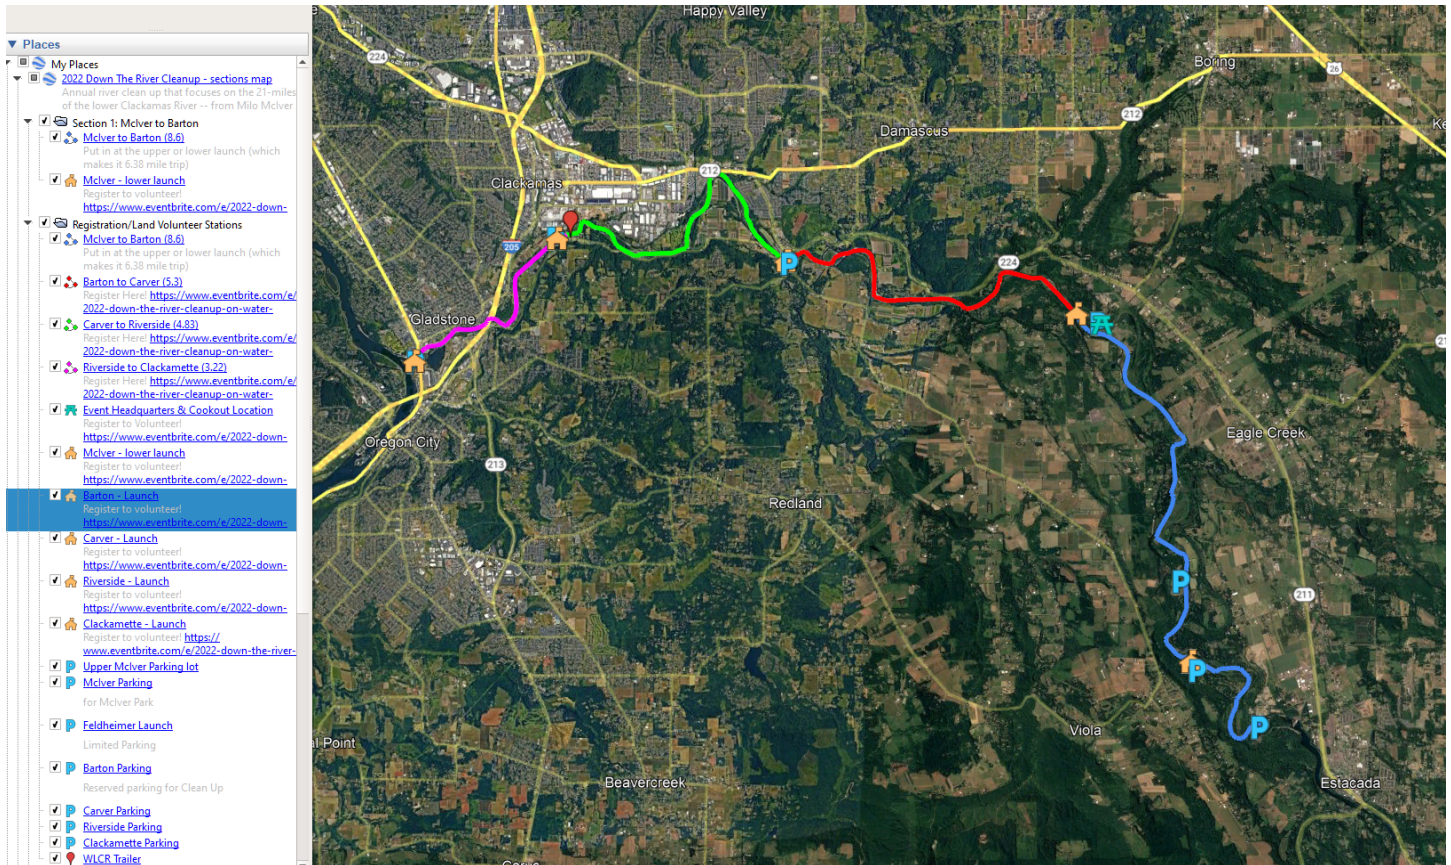 Places
My Places
2022 Down The River Cleanup - sections map
Annual river clean up that focuses on the 21-miles
of the lower Clackamas River -- from Milo McIver
Section 1: McIver to Barton
McIver to Barton (8.6)
Put in at the upper or lower launch (which
makes it 6.38 mile trip)
McIver - lower launch
Register to volunteer!
https://www.eventbrite.com/e/2022-down-
Registration/Land Volunteer Stations
McIver to Barton (8.6)
Put in at the upper or lower launch (which
makes it 6.38 mile trip)
Barton to Carver (5.3)
Register Here! https://www.eventbrite.com/e/
2022-down-the-river-cleanup-on-water-
Carver to Riverside (4.83)
Register Here! https://www.eventbrite.com/e/
2022-down-the-river-cleanup-on-water-
Riverside to Clackamette (3.22)
Register Here! https://www.eventbrite.com/e/
2022-down-the-river-cleanup-on-water-
Event Headquarters & Cookout Location
Register to Volunteer!
https://www.eventbrite.com/e/2022-down-
McIver - lower launch
Register to volunteer!
https://www.eventbrite.com/e/2022-down-
Barton - Launch
Register to volunteer!
https://www.eventbrite.com/e/2022-down-
Carver - Launch
Register to volunteer!
https://www.eventbrite.com/e/2022-down-
Riverside - Launch
Register to volunteer!
https://www.eventbrite.com/e/2022-down-
Clackamette - Launch
Register to volunteer! https://
www.eventbrite.com/e/2022-down-the-river-
Upper McIver Parking lot
McIver Parking
for McIver Park
Feldheimer Launch
Limited Parking
Barton Parking
Reserved parking for Clean Up
Carver Parking
Riverside Parking
Clackamette Parking
WLCR Trailer
Happy Valley
224
Boring
26
212
Damascus
212
Clackamas
205
224
Gladstone
Oregon City
213
Eagle Creek
Redland
211
P
P
P
P
Viola
al Point
Beavercreek
Estacada